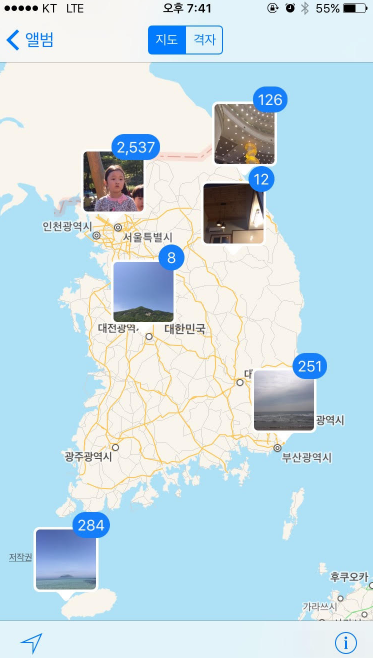 KT LTE 오후 7:41 55%
앨범 지도 격자
126
2,537
12
인천광역시
서울특별시
8
대전광역
대한민국
251
광역시
광주광역시
부산광역시
284
저작권
후쿠오카
가라쓰시